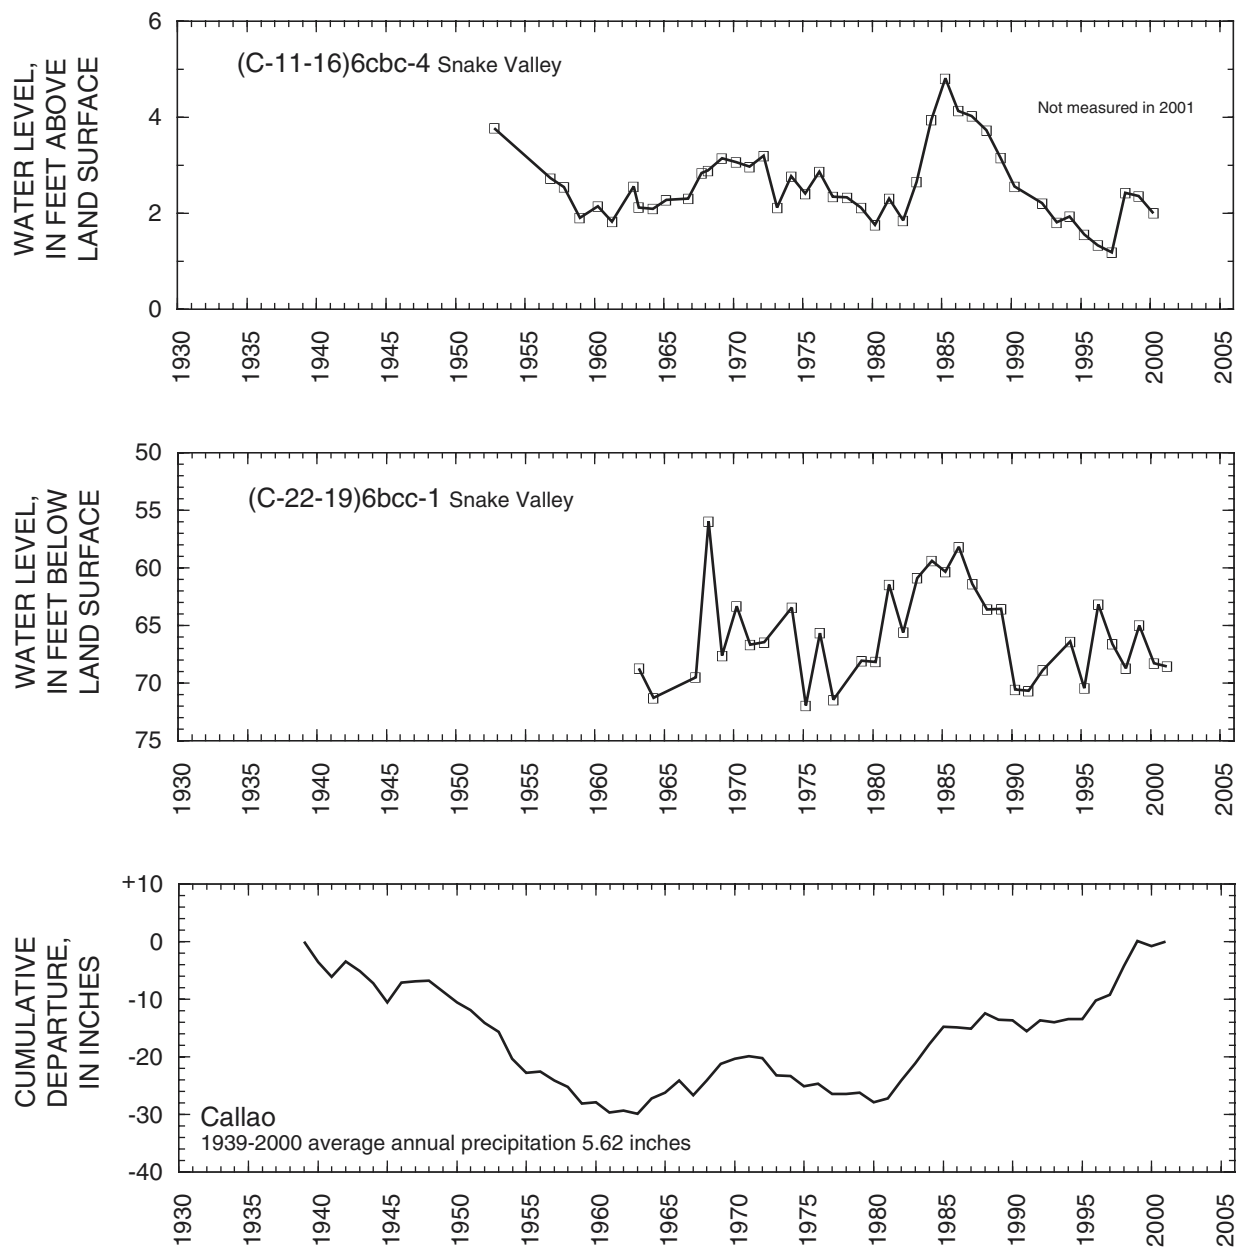 6
4
2
0
WATER LEVEL,
IN FEET ABOVE
LAND SURFACE
(C-11-16)6cbc-4 Snake Valley
Not measured in 2001
1930 1935 1940 1945 1950 1955 1960 1965 1970 1975 1980 1985 1990 1995 2000 2005
50
55
60
65
70
75
WATER LEVEL,
IN FEET BELOW
LAND SURFACE
(C-22-19)6bcc-1 Snake Valley
1930 1935 1940 1945 1950 1955 1960 1965 1970 1975 1980 1985 1990 1995 2000 2005
+10
0
-10
-20
-30
-40
CUMULATIVE
DEPARTURE,
IN INCHES
Callao
1939-2000 average annual precipitation 5.62 inches
1930 1935 1940 1945 1950 1955 1960 1965 1970 1975 1980 1985 1990 1995 2000 2005